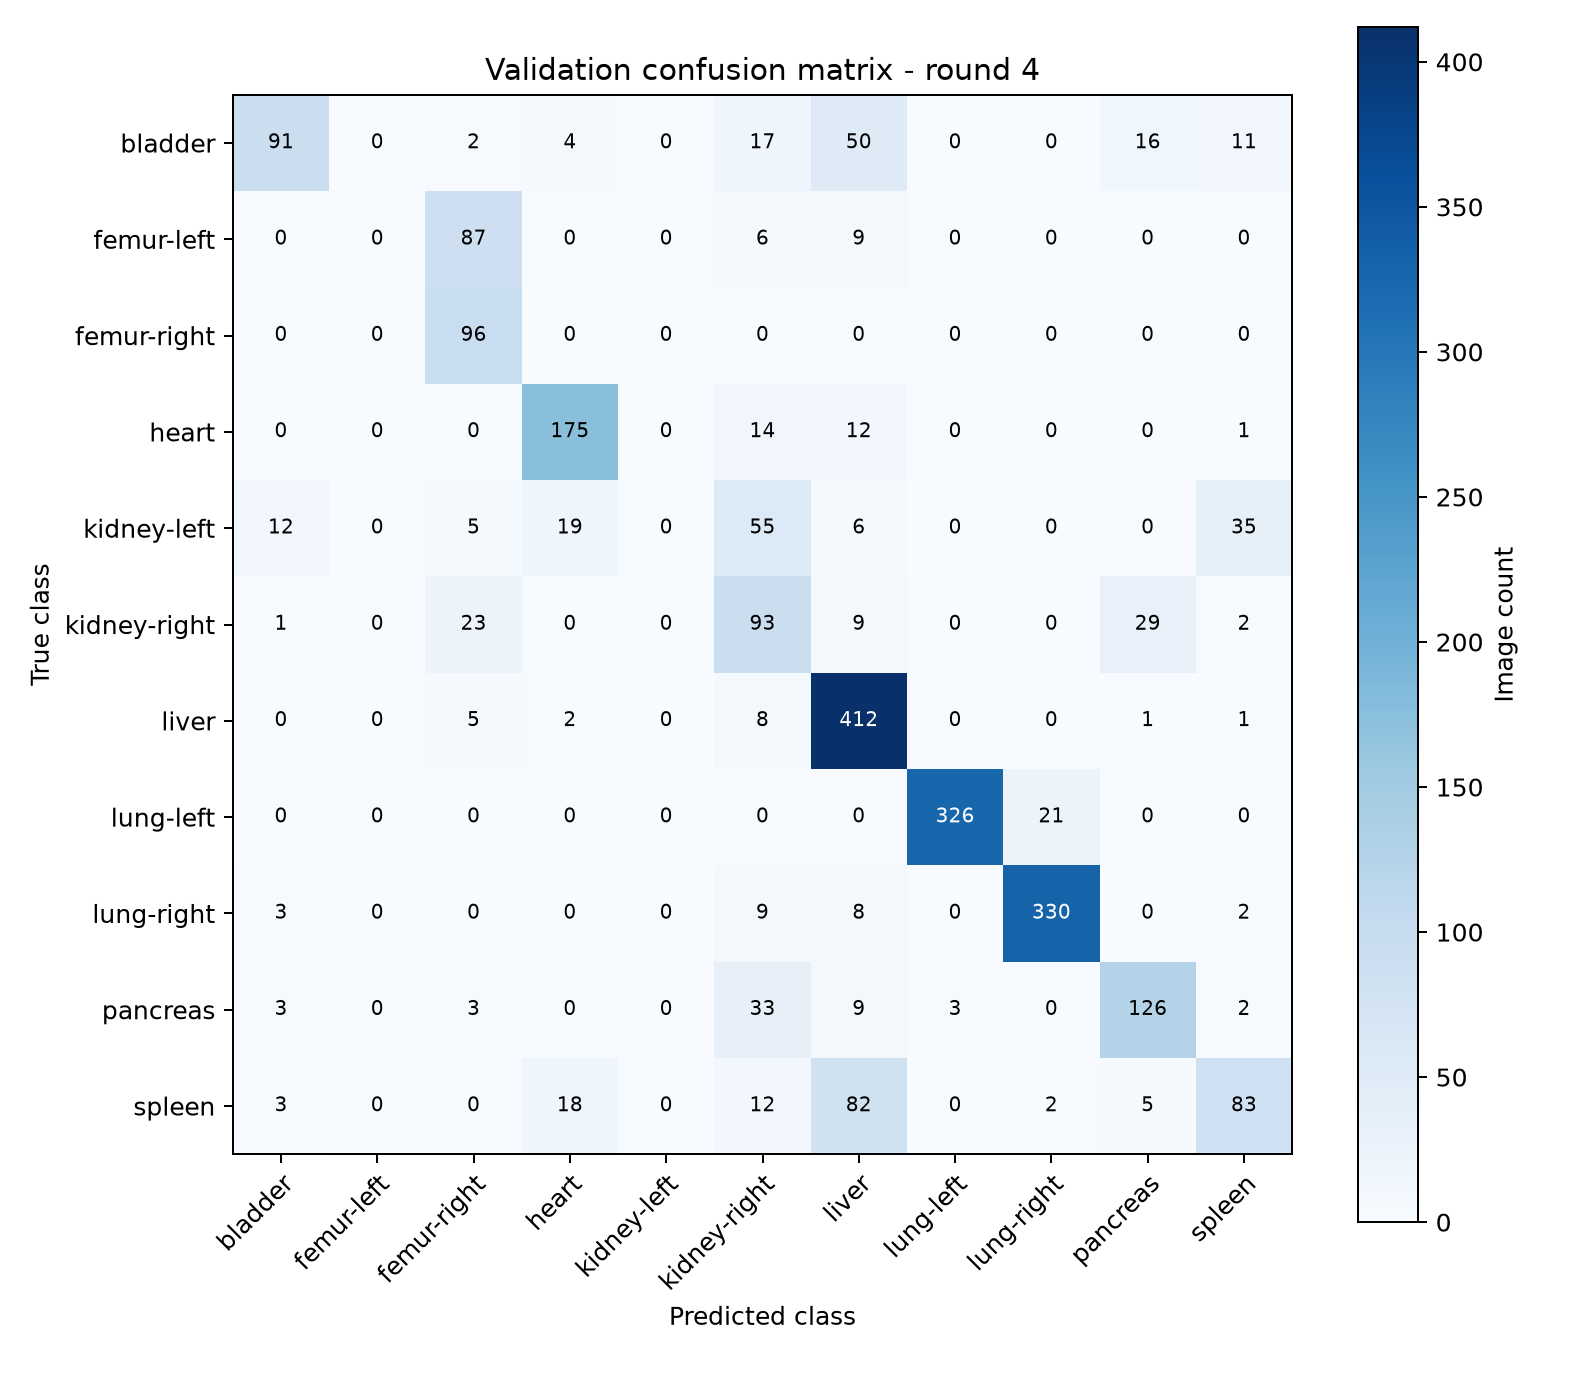 Validation confusion matrix - round 4
bladder 91 0 2 4 0 17 50 0 0 16 11
femur-left 0 0 87 0 0 6 9 0 0 0 0
femur-right 0 0 96 0 0 0 0 0 0 0 0
heart 0 0 0 175 0 14 12 0 0 0 1
kidney-left 12 0 5 19 0 55 6 0 0 0 35
kidney-right 1 0 23 0 0 93 9 0 0 29 2
liver 0 0 5 2 0 8 412 0 0 1 1
lung-left 0 0 0 0 0 0 0 326 21 0 0
lung-right 3 0 0 0 0 9 8 0 330 0 2
pancreas 3 0 3 0 0 33 9 3 0 126 2
spleen 3 0 0 18 0 12 82 0 2 5 83
bladder femur-left femur-right heart kidney-left kidney-right liver lung-left lung-right pancreas spleen
Predicted class
True class
400
350
300
250
200
150
100
50
0
Image count